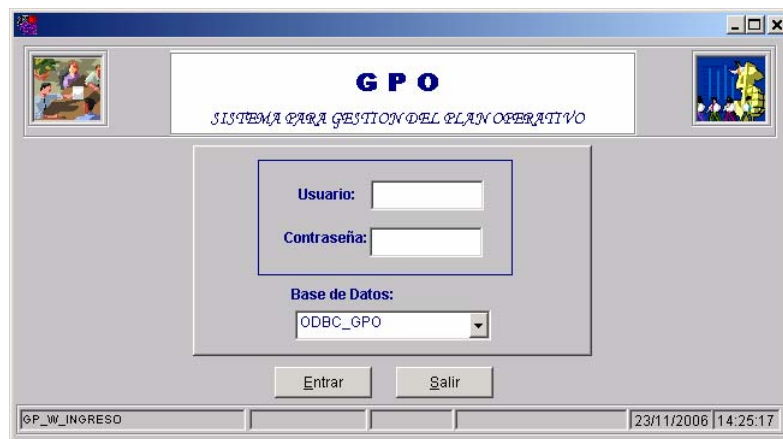 G P O
SISTEMA PARA GESTION DEL PLAN OPERATIVO
Usuario:
Contraseña:
Base de Datos:
ODBC_GPO
Entrar Salir
GP_W_INGRESO 23/11/2006 14:25:17